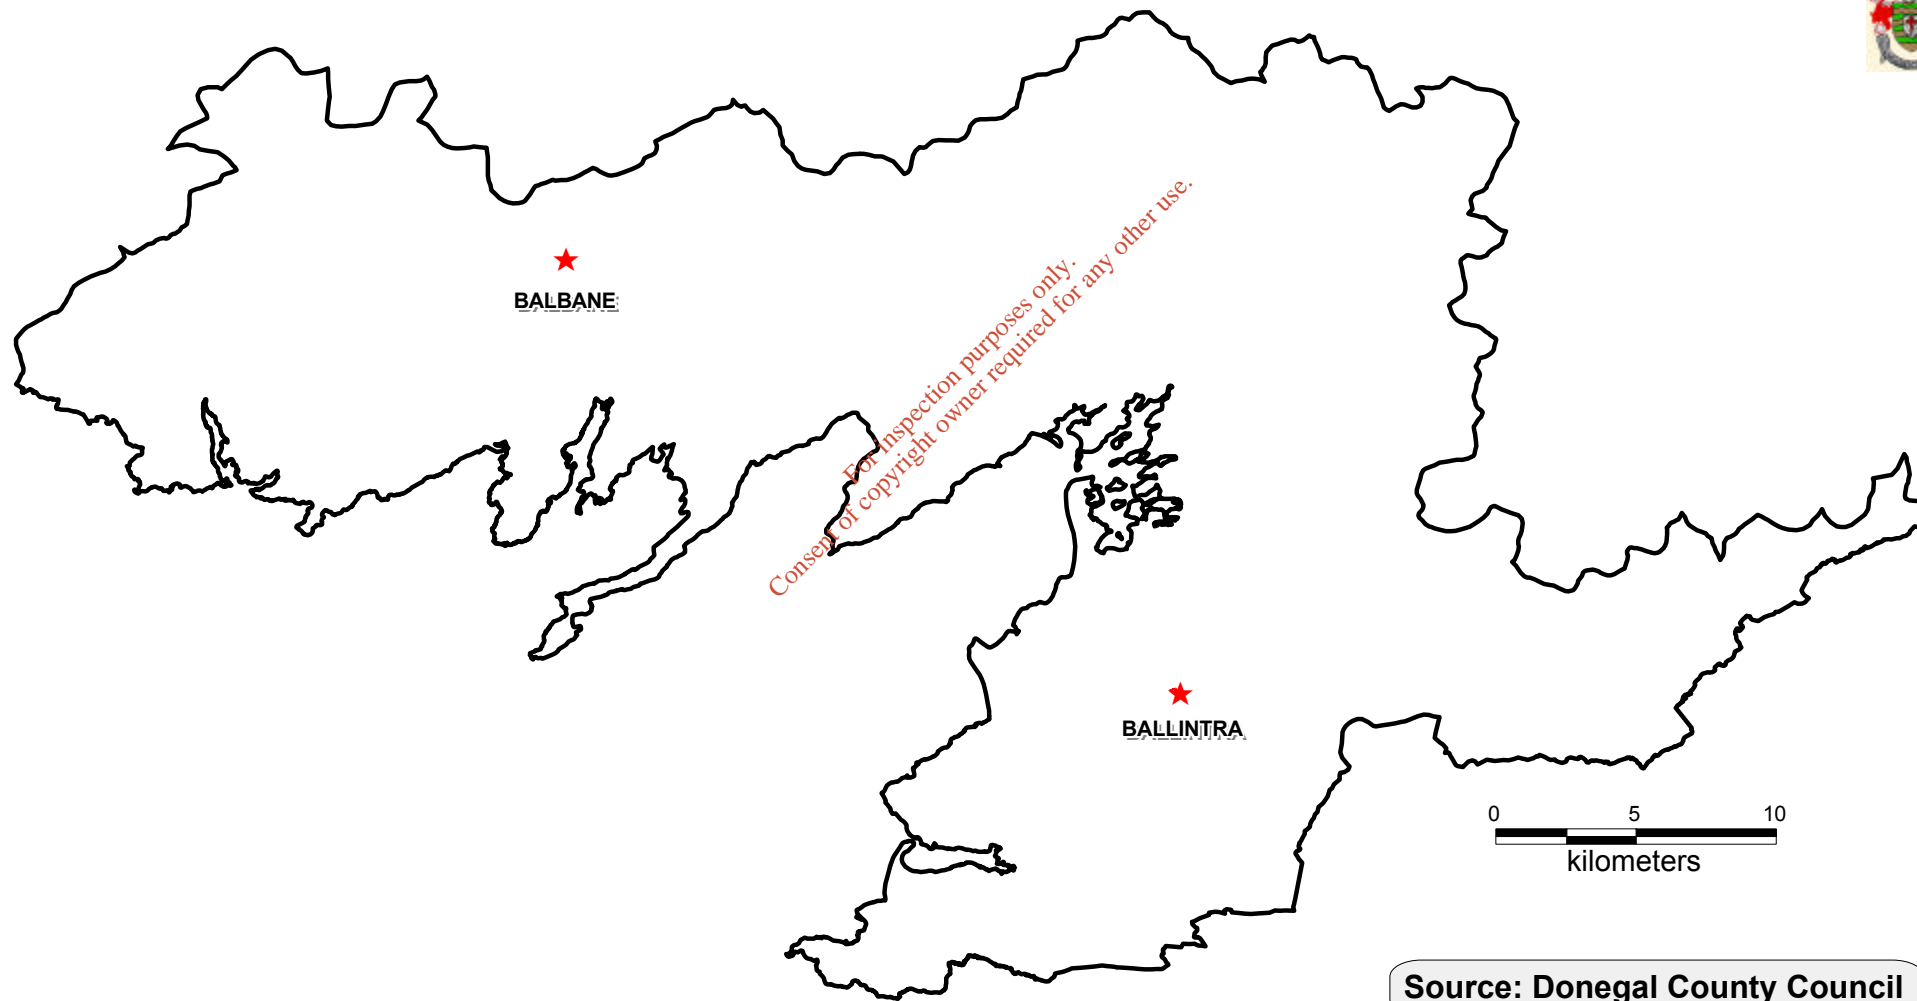 BALBANE
For inspection purposes only.
Consent of copyright owner required for any other use.
BALLINTRA
0 5 10
kilometers
Source: Donegal County Council